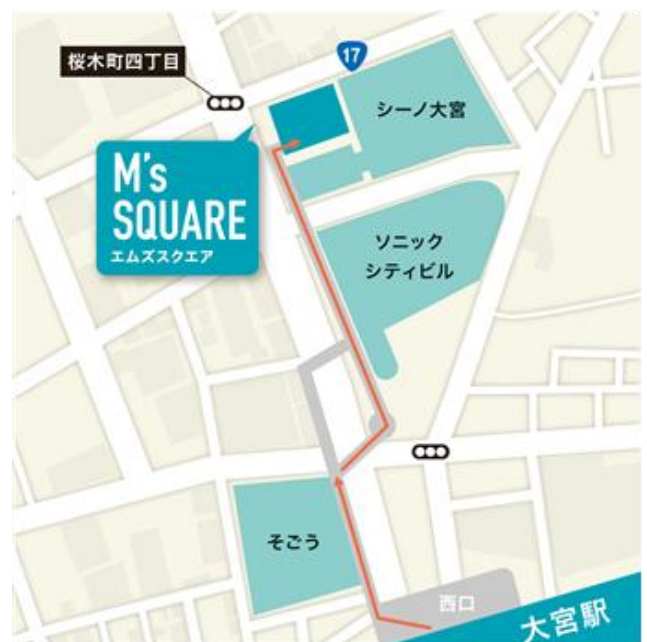 桜木町四丁目
17
シーノ大宮
M's
SQUARE
エムズスクエア
ソニック
シティビル
そごう
西口
大宮駅